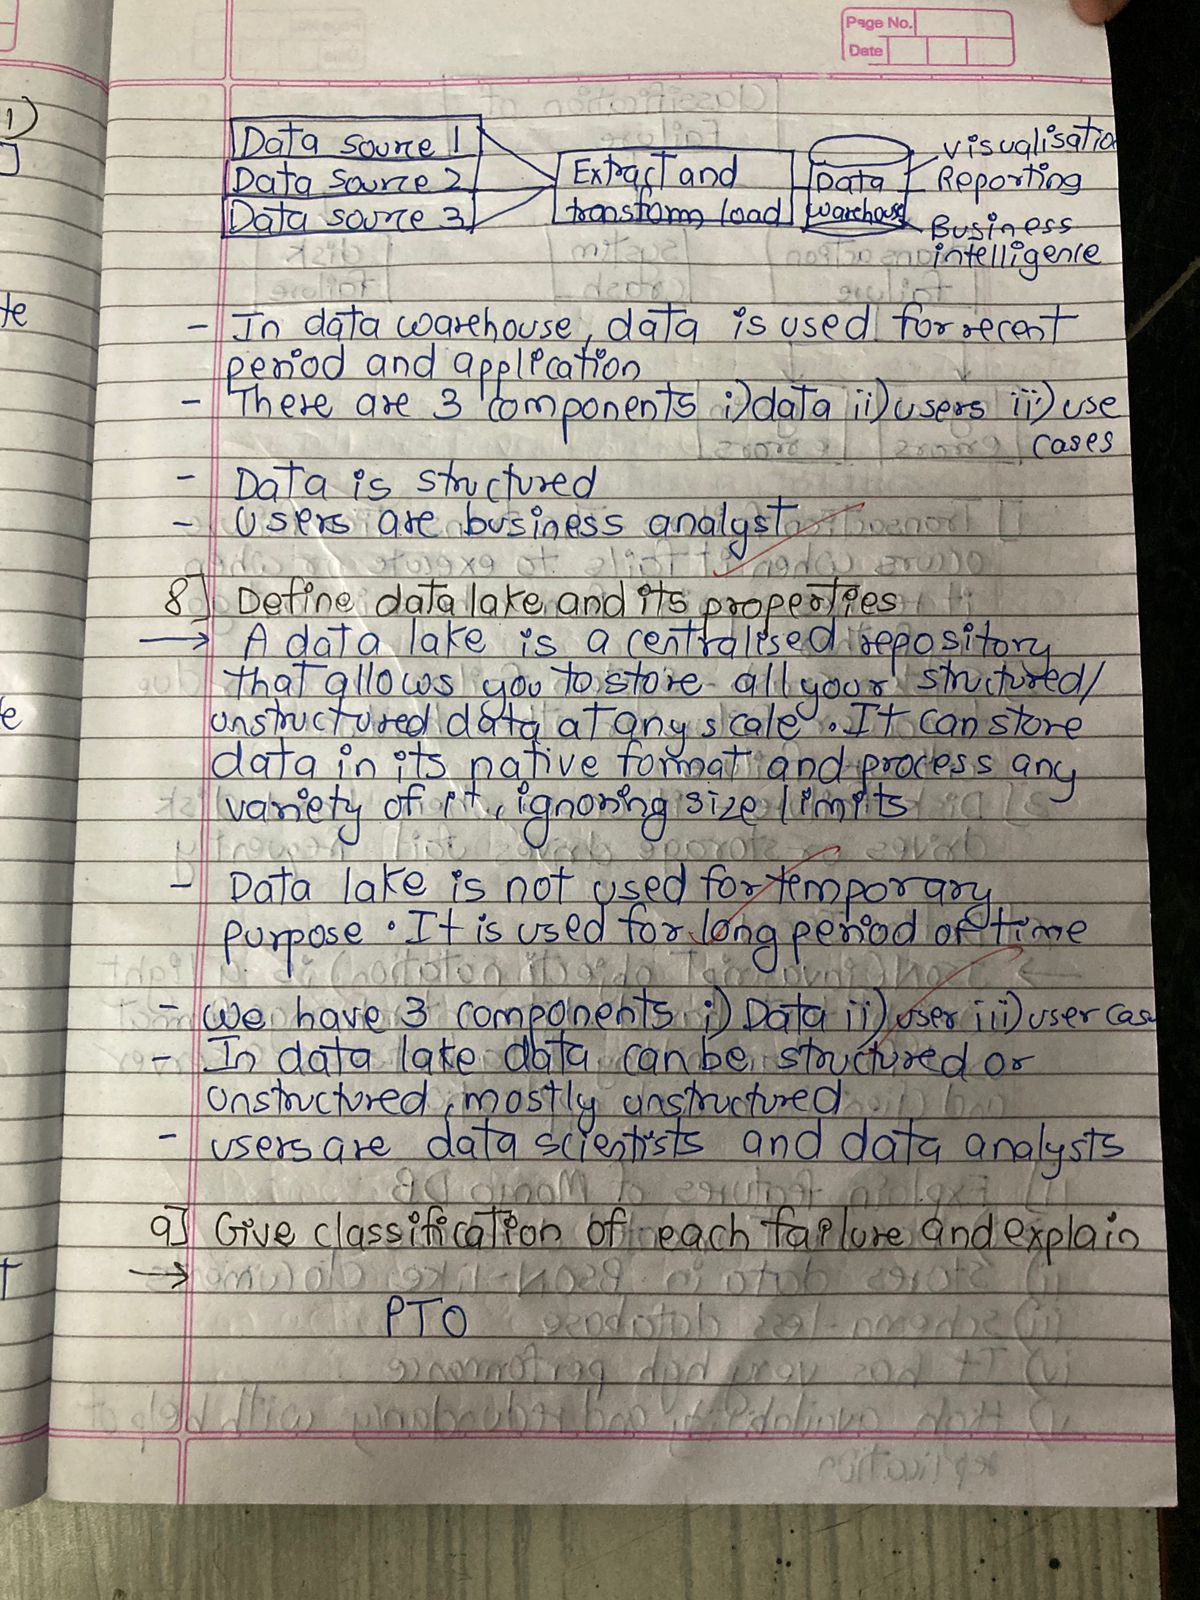 Page No.
Date
Data source 1
Data source 2
Data source 3
Extract and
transform, load
Data
warehouse
visualisatio
Reporting
Business
intelligence
- In data warehouse, data is used for recent
period and application
- There are 3 components i) data ii) users iii) use
cases
- Data is structured
- Users are business analyst
8] Define data lake and its properties
→ A data lake is a centralised repository
that allows you to store all your structured/
unstructured data at any scale. It can store
data in its native format and process any
variety of it, ignoring size limits
- Data lake is not used for temporary
purpose. It is used for long period of time
- We have 3 components i) Data ii) user iii) user cas
- In data lake data can be structured or
unstructured, mostly unstructured
- users are data scientists and data analysts
9] Give classification of each failure and explain
→
PTO